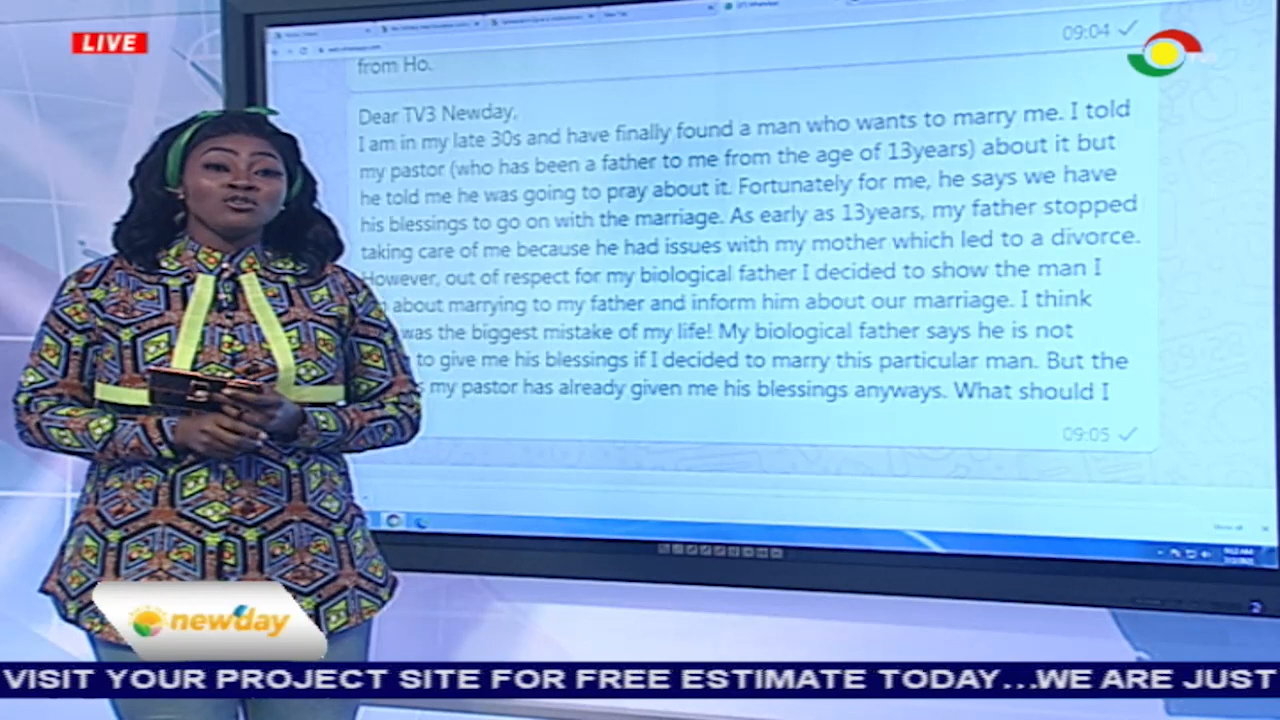 LIVE
09:04
from Ho.
Dear TV3 Newday,
I am in my late 30s and have finally found a man who wants to marry me. I told
my pastor (who has been a father to me from the age of 13years) about it but
he told me he was going to pray about it. Fortunately for me, he says we have
his blessings to go on with the marriage. As early as 13years, my father stopped
taking care of me because he had issues with my mother which led to a divorce.
However, out of respect for my biological father I decided to show the man I
about marrying to my father and inform him about our marriage. I think
was the biggest mistake of my life! My biological father says he is not
to give me his blessings if I decided to marry this particular man. But the
my pastor has already given me his blessings anyways. What should I
09:05
newday
VISIT YOUR PROJECT SITE FOR FREE ESTIMATE TODAY...WE ARE JUST